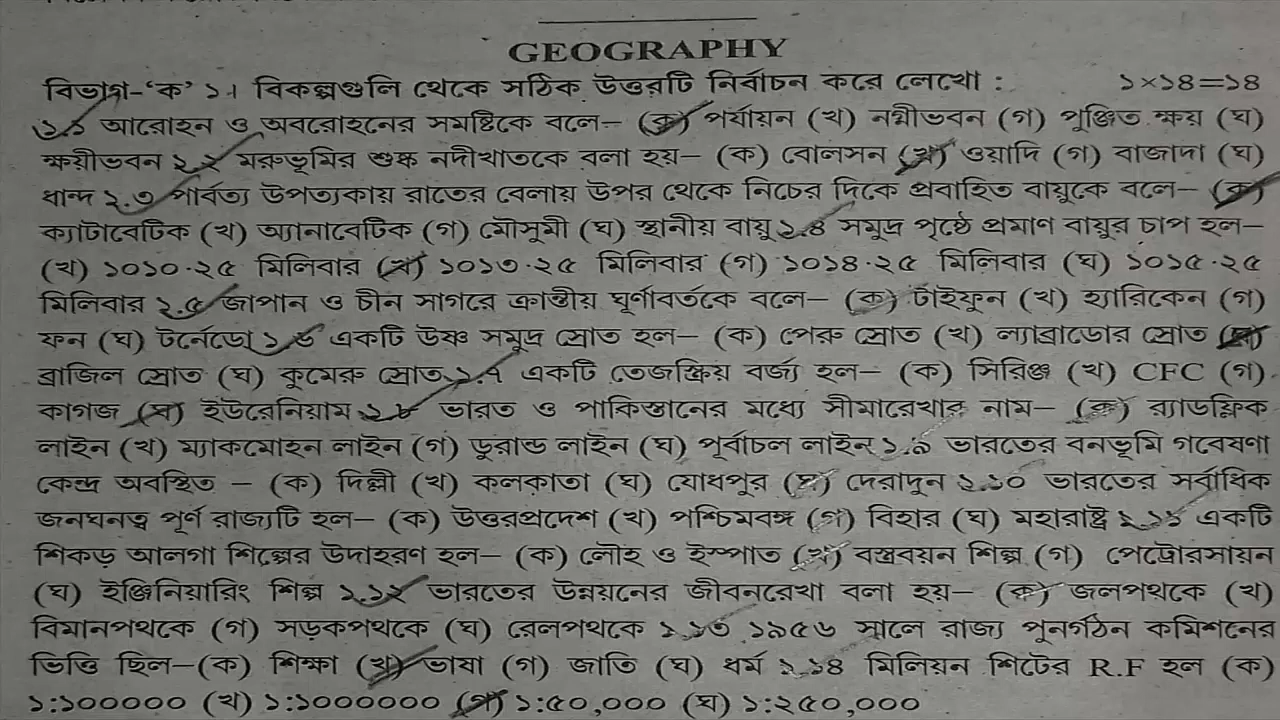 GEOGRAPHY
বিভাগ-‘ক’ ১। বিকল্পগুলি থেকে সঠিক উত্তরটি নির্বাচন করে লেখো : ১×১৪=১৪
১.১ আরোহন ও অবরোহনের সমষ্টিকে বলে– (ক) পর্যায়ন (খ) নগ্নীভবন (গ) পুঞ্জিত ক্ষয় (ঘ)
ক্ষয়ীভবন ১.২ মরুভূমির শুষ্ক নদীখাতকে বলা হয়– (ক) বোলসন (খ) ওয়াদি (গ) বাজাদা (ঘ)
ধান্দ ১.৩ পার্বত্য উপত্যকায় রাতের বেলায় উপর থেকে নিচের দিকে প্রবাহিত বায়ুকে বলে– (ক)
ক্যাটাবেটিক (খ) অ্যানাবেটিক (গ) মৌসুমী (ঘ) স্থানীয় বায়ু ১.৪ সমুদ্র পৃষ্ঠে প্রমাণ বায়ুর চাপ হল–
(খ) ১০১০·২৫ মিলিবার (খ) ১০১৩·২৫ মিলিবার (গ) ১০১৪·২৫ মিলিবার (ঘ) ১০১৫·২৫
মিলিবার ১.৫ জাপান ও চীন সাগরে ক্রান্তীয় ঘূর্ণাবর্তকে বলে– (ক) টাইফুন (খ) হ্যারিকেন (গ)
ফন (ঘ) টর্নেডো ১.৬ একটি উষ্ণ সমুদ্র স্রোত হল– (ক) পেরু স্রোত (খ) ল্যাব্রাডোর স্রোত (গ)
ব্রাজিল স্রোত (ঘ) কুমেরু স্রোত ১.৭ একটি তেজস্ক্রিয় বর্জ্য হল– (ক) সিরিঞ্জ (খ) CFC (গ)
কাগজ (ঘ) ইউরেনিয়াম ১.৮ ভারত ও পাকিস্তানের মধ্যে সীমারেখার নাম– (ক) র‍্যাডক্লিক
লাইন (খ) ম্যাকমোহন লাইন (গ) ডুরান্ড লাইন (ঘ) পূর্বাচল লাইন ১.৯ ভারতের বনভূমি গবেষণা
কেন্দ্র অবস্থিত – (ক) দিল্লী (খ) কলকাতা (ঘ) যোধপুর (ঘ) দেরাদুন ১.১০ ভারতের সর্বাধিক
জনঘনত্ব পূর্ণ রাজ্যটি হল– (ক) উত্তরপ্রদেশ (খ) পশ্চিমবঙ্গ (গ) বিহার (ঘ) মহারাষ্ট্র ১.১১ একটি
শিকড় আলগা শিল্পের উদাহরণ হল– (ক) লৌহ ও ইস্পাত (খ) বস্ত্রবয়ন শিল্প (গ) পেট্রোরসায়ন
(ঘ) ইঞ্জিনিয়ারিং শিল্প ১.১২ ভারতের উন্নয়নের জীবনরেখা বলা হয়– (ক) জলপথকে (খ)
বিমানপথকে (গ) সড়কপথকে (ঘ) রেলপথকে ১.১৩ ১৯৫৬ সালে রাজ্য পুনর্গঠন কমিশনের
ভিত্তি ছিল–(ক) শিক্ষা (খ) ভাষা (গ) জাতি (ঘ) ধর্ম ১.১৪ মিলিয়ন শিটের R.F হল (ক)
১:১০০০০০ (খ) ১:১০০০০০০ (গ) ১:৫০,০০০ (ঘ) ১:২৫০,০০০